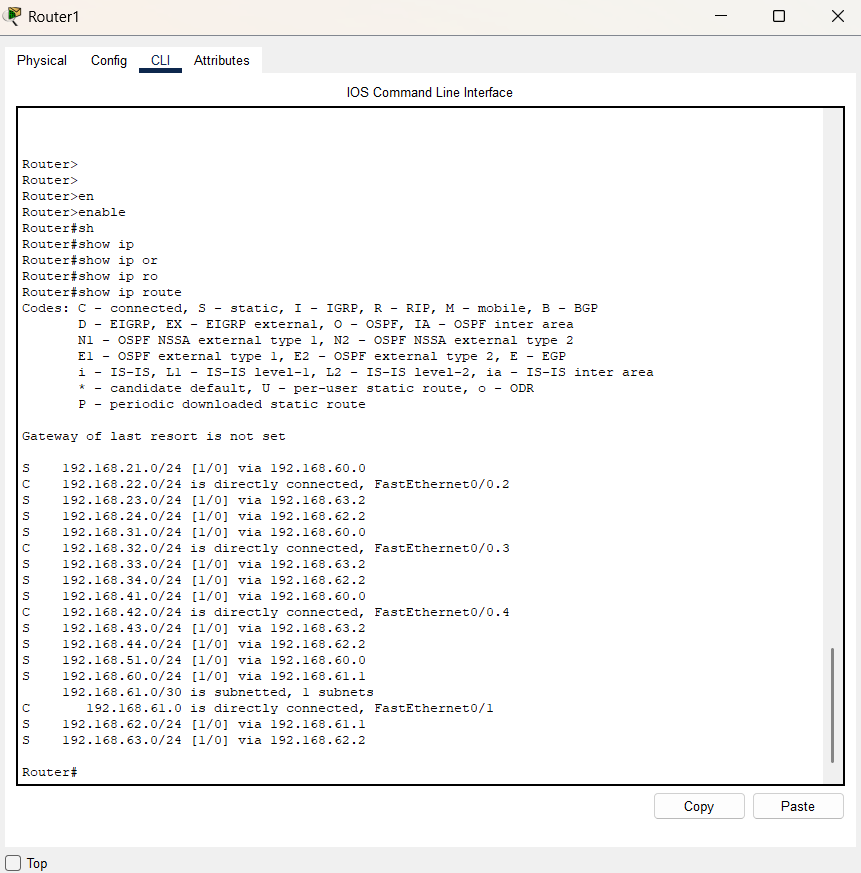 Router1
Physical Config CLI Attributes
IOS Command Line Interface
Router>
Router>
Router>en
Router>enable
Router#sh
Router#show ip
Router#show ip or
Router#show ip ro
Router#show ip route
Codes: C - connected, S - static, I - IGRP, R - RIP, M - mobile, B - BGP
       D - EIGRP, EX - EIGRP external, O - OSPF, IA - OSPF inter area
       N1 - OSPF NSSA external type 1, N2 - OSPF NSSA external type 2
       E1 - OSPF external type 1, E2 - OSPF external type 2, E - EGP
       i - IS-IS, L1 - IS-IS level-1, L2 - IS-IS level-2, ia - IS-IS inter area
       * - candidate default, U - per-user static route, o - ODR
       P - periodic downloaded static route
Gateway of last resort is not set
S    192.168.21.0/24 [1/0] via 192.168.60.0
C    192.168.22.0/24 is directly connected, FastEthernet0/0.2
S    192.168.23.0/24 [1/0] via 192.168.63.2
S    192.168.24.0/24 [1/0] via 192.168.62.2
S    192.168.31.0/24 [1/0] via 192.168.60.0
C    192.168.32.0/24 is directly connected, FastEthernet0/0.3
S    192.168.33.0/24 [1/0] via 192.168.63.2
S    192.168.34.0/24 [1/0] via 192.168.62.2
S    192.168.41.0/24 [1/0] via 192.168.60.0
C    192.168.42.0/24 is directly connected, FastEthernet0/0.4
S    192.168.43.0/24 [1/0] via 192.168.63.2
S    192.168.44.0/24 [1/0] via 192.168.62.2
S    192.168.51.0/24 [1/0] via 192.168.60.0
S    192.168.60.0/24 [1/0] via 192.168.61.1
     192.168.61.0/30 is subnetted, 1 subnets
C       192.168.61.0 is directly connected, FastEthernet0/1
S    192.168.62.0/24 [1/0] via 192.168.61.1
S    192.168.63.0/24 [1/0] via 192.168.62.2
Router#
Copy Paste
Top